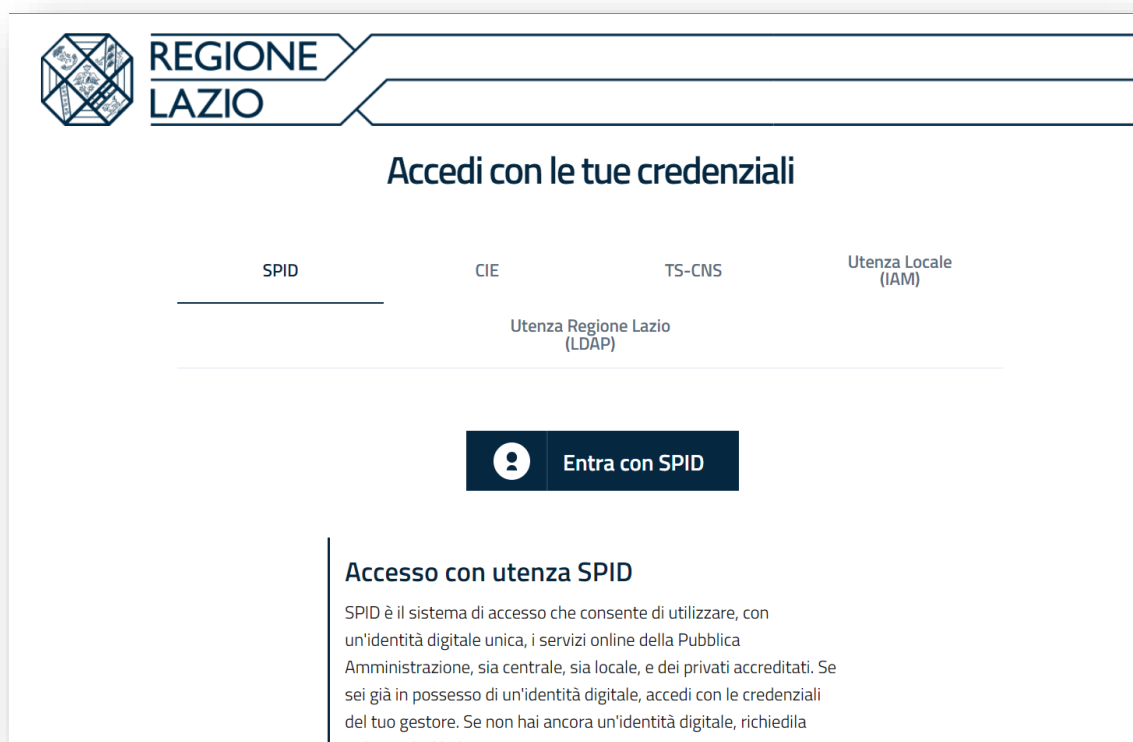 REGIONE
LAZIO
Accedi con le tue credenziali
SPID
CIE
TS-CNS
Utenza Locale
(IAM)
Utenza Regione Lazio
(LDAP)
Entra con SPID
Accesso con utenza SPID
SPID è il sistema di accesso che consente di utilizzare, con
un'identità digitale unica, i servizi online della Pubblica
Amministrazione, sia centrale, sia locale, e dei privati accreditati. Se
sei già in possesso di un'identità digitale, accedi con le credenziali
del tuo gestore. Se non hai ancora un'identità digitale, richiedila